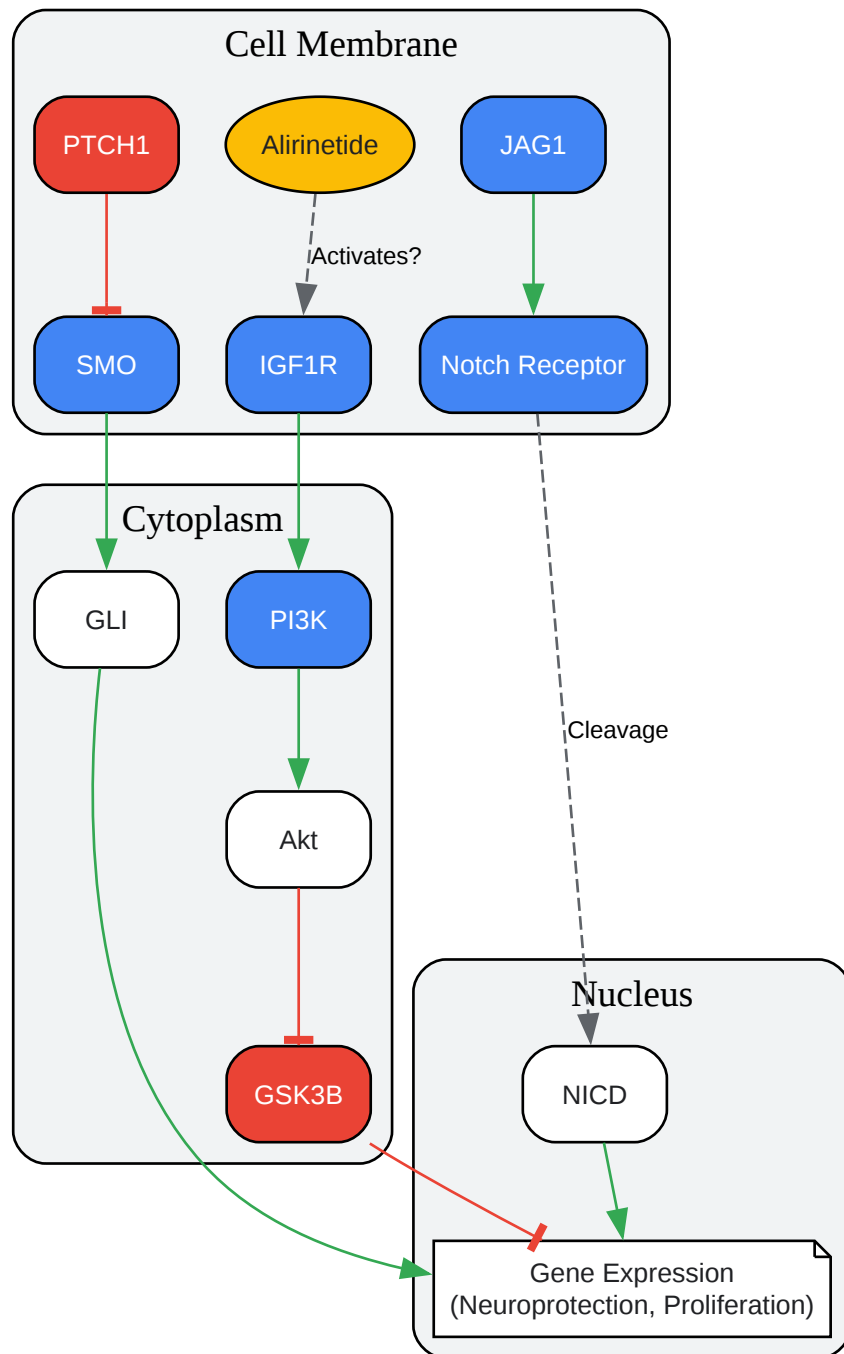 Cell Membrane
PTCH1
Alirinetide
JAG1
Activates?
SMO
IGF1R
Notch Receptor
Cytoplasm
GLI
PI3K
Cleavage
Akt
Nucleus
GSK3B
NICD
Gene Expression
(Neuroprotection, Proliferation)